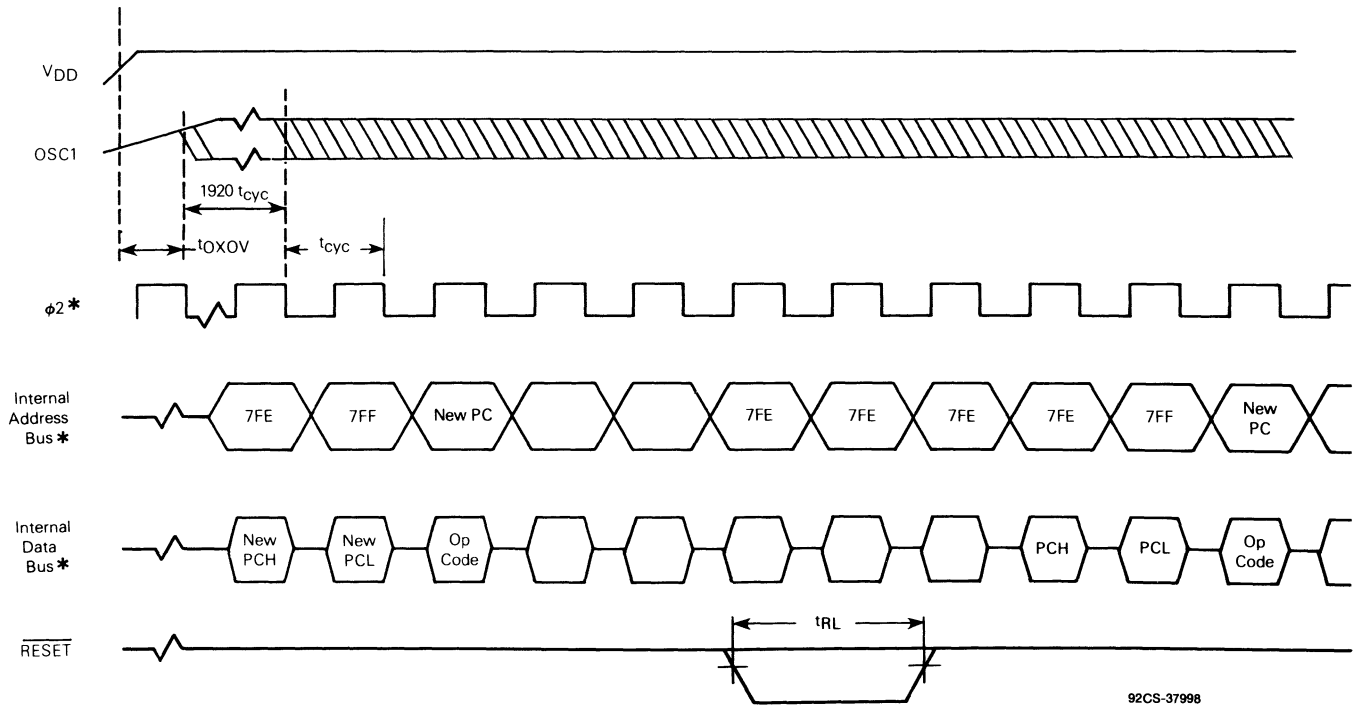 VDD
OSC1
1920 tcyc
tOXOV
tcyc
φ2*
Internal
Address
Bus*
7FE
7FF
New PC
7FE
7FE
7FE
7FE
7FF
New
PC
Internal
Data
Bus*
New
PCH
New
PCL
Op
Code
PCH
PCL
Op
Code
RESET
tRL
92CS-37998